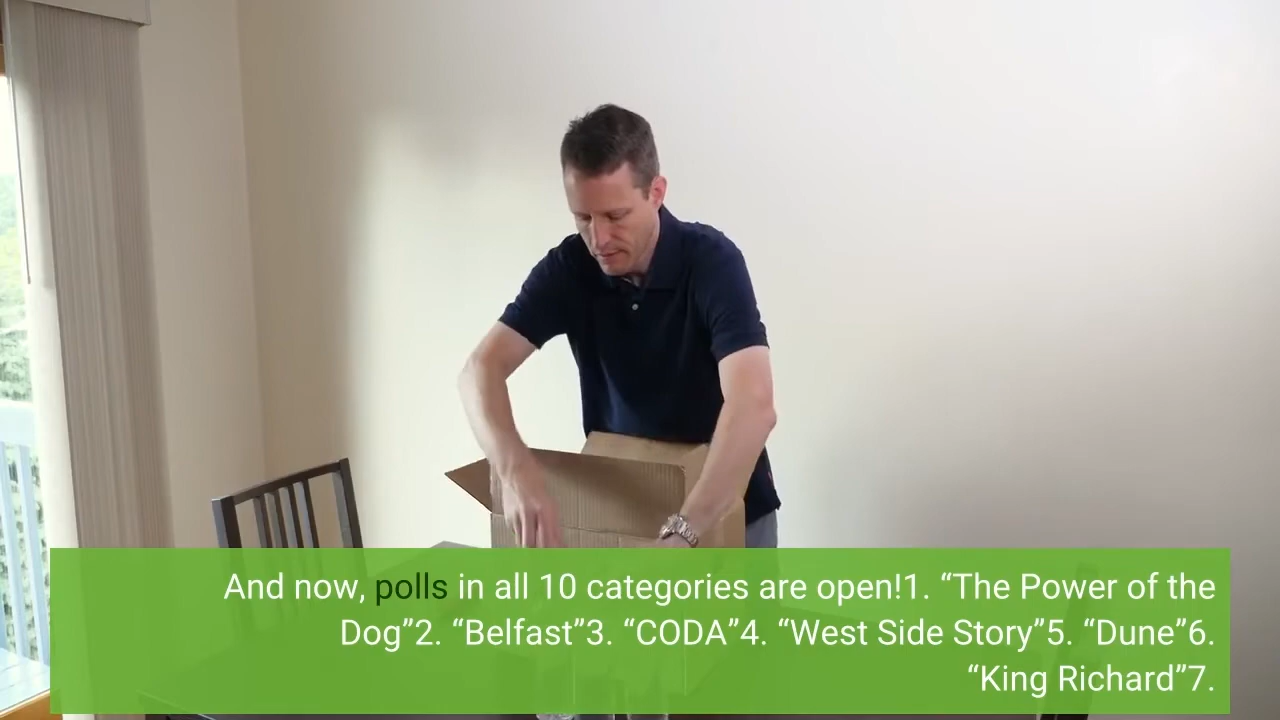 And now, polls in all 10 categories are open!1. “The Power of the
Dog”2. “Belfast”3. “CODA”4. “West Side Story”5. “Dune”6.
“King Richard”7.